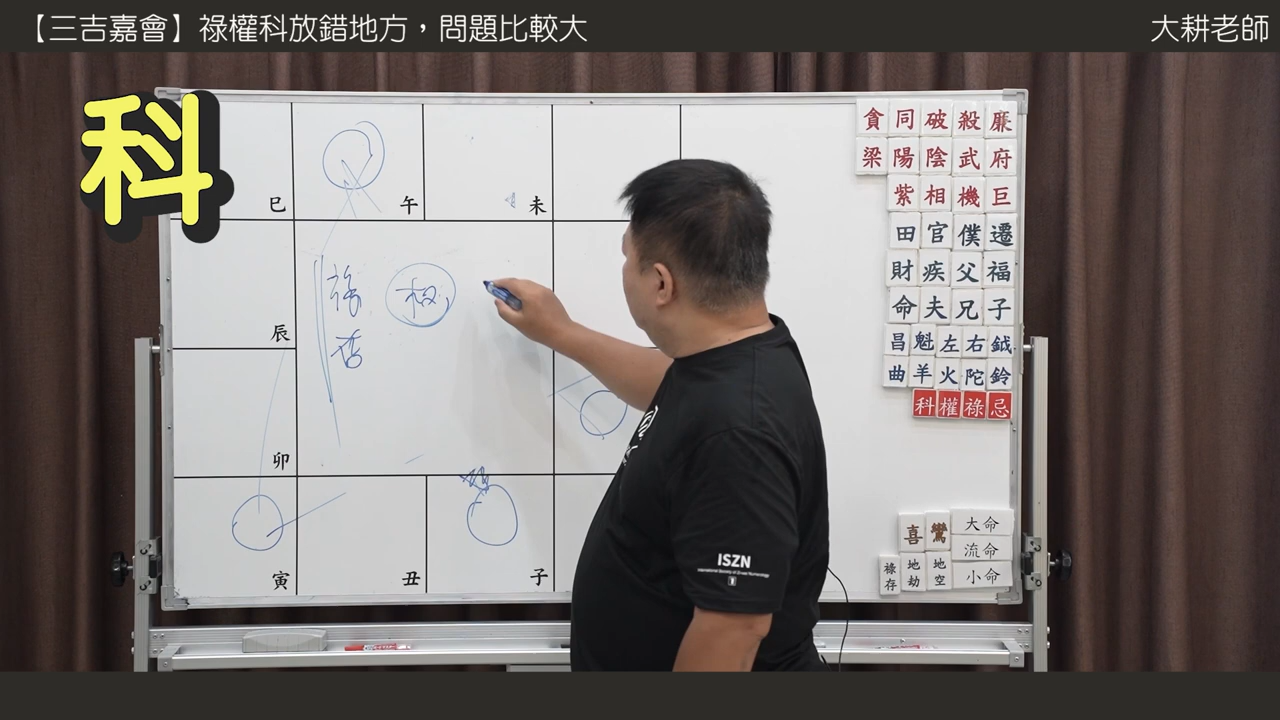 【三吉嘉會】祿權科放錯地方,問題比較大
大耕老師
科
巳
午
未
辰
卯
寅
丑
子
权
貪同破殺廉
梁陽陰武府
紫相機巨
田官僕遷
財疾父福
命夫兄子
昌魁左右鉞
曲羊火陀鈴
科權祿忌
喜鸞
大命
流命
小命
祿存
地劫
地空
ISZN